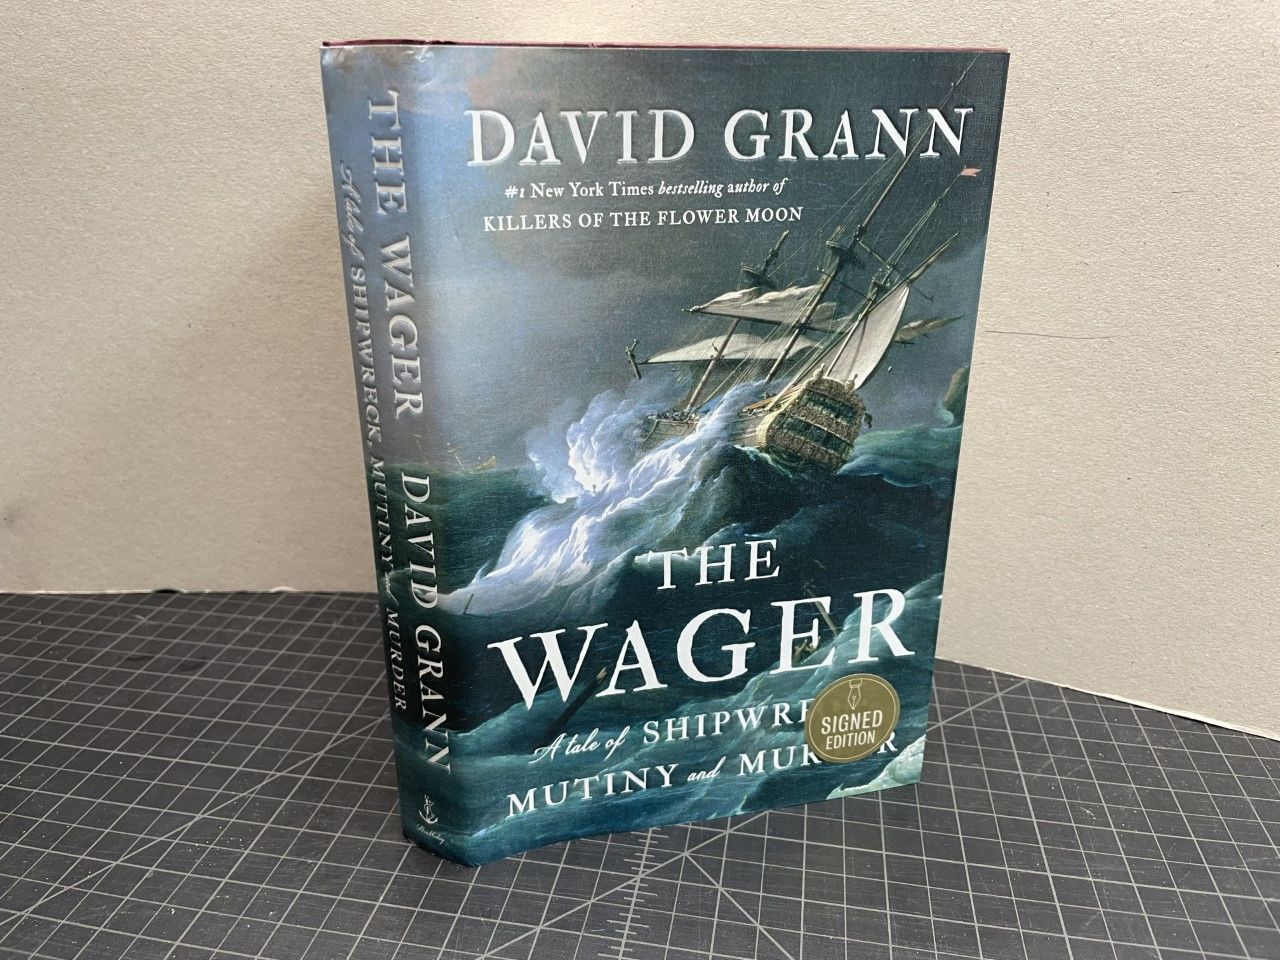 DAVID GRANN
#1 New York Times bestselling author of
KILLERS OF THE FLOWER MOON
THE
WAGER
A tale of SHIPWRE
MUTINY and MUR R
SIGNED
EDITION
THE WAGER DAVID GRANN
A tale of SHIPWRECK, MUTINY and MURDER